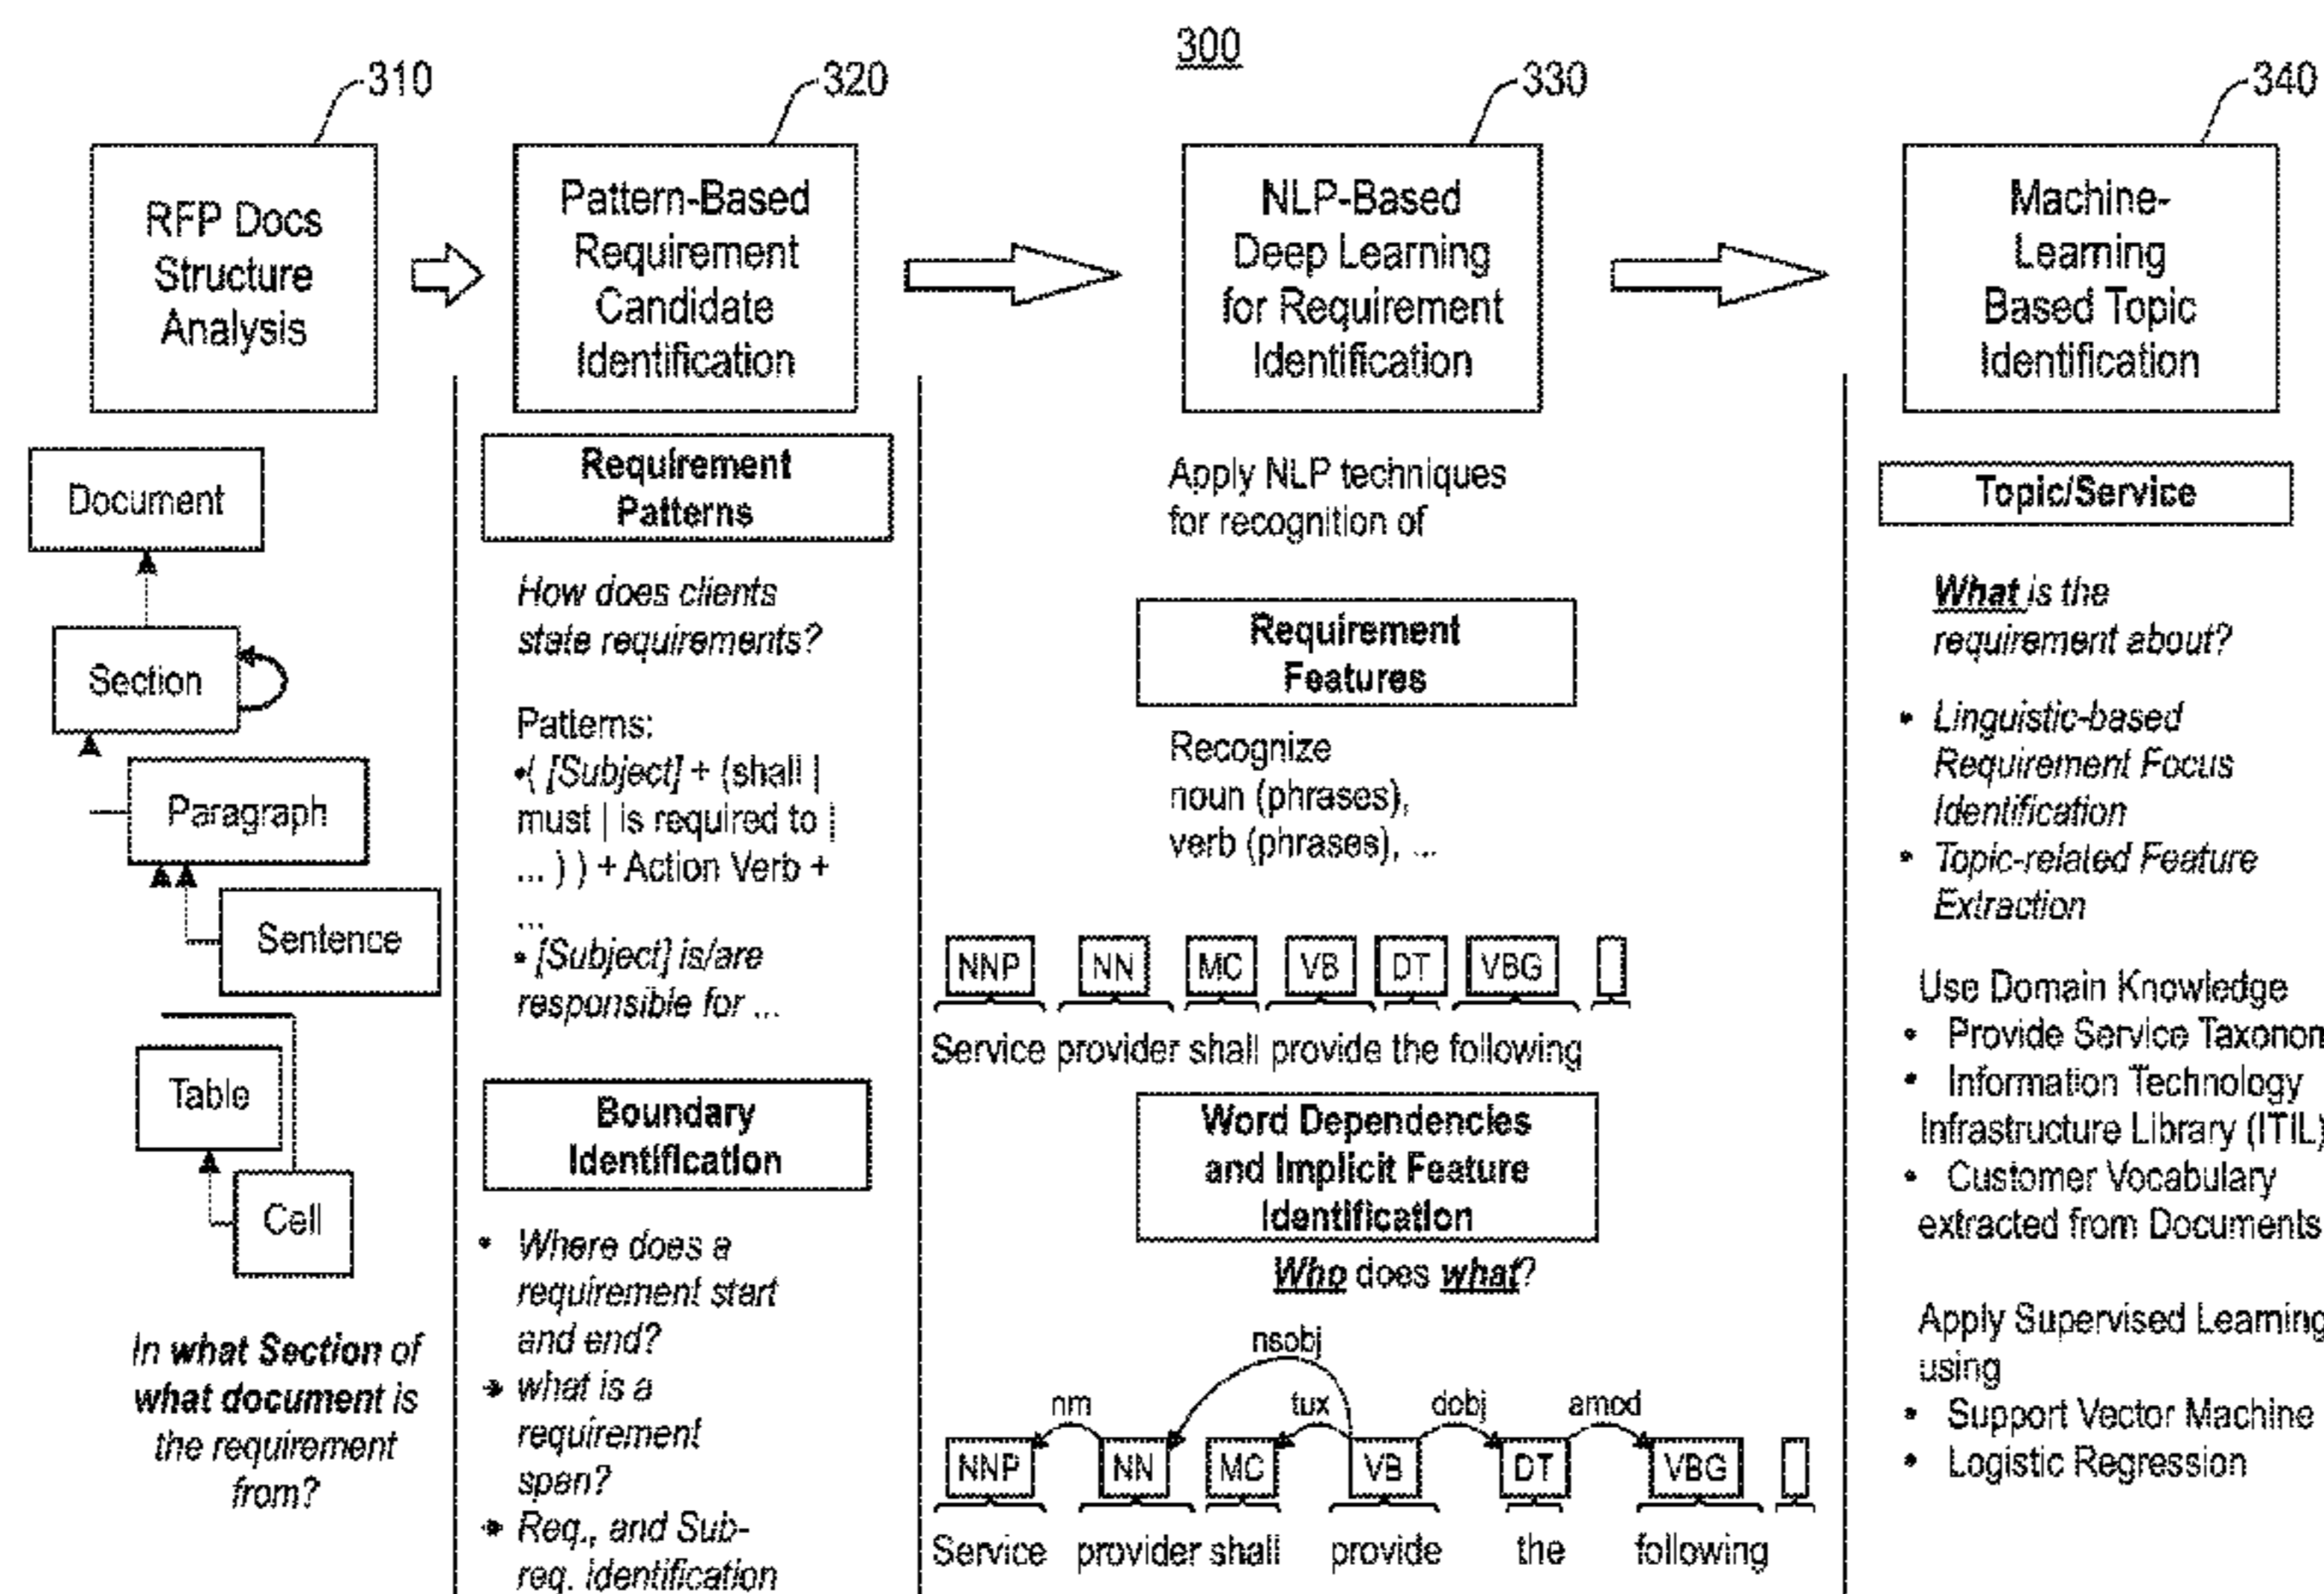 300
310
320
330
340
RFP Docs
Structure
Analysis
Pattern-Based
Requirement
Candidate
Identification
NLP-Based
Deep Learning
for Requirement
Identification
Machine-
Learning
Based Topic
Identification
Document
Section
Paragraph
Sentence
Table
Cell
In what Section of
what document is
the requirement
from?
Requirement
Patterns
How does clients
state requirements?
Patterns:
•( [Subject] + (shall |
must | is required to |
... ) ) + Action Verb +
...
• [Subject] is/are
responsible for ...
Boundary
Identification
• Where does a
requirement start
and end?
• what is a
requirement
span?
• Req., and Sub-
req. identification
Apply NLP techniques
for recognition of
Requirement
Features
Recognize
noun (phrases),
verb (phrases), ...
NNP NN MC VB DT VBG
Service provider shall provide the following
Word Dependencies
and Implicit Feature
Identification
Who does what?
nsobj
nm tux dobj amod
NNP NN MC VB DT VBG
Service provider shall provide the following
Topic/Service
What is the
requirement about?
• Linguistic-based
Requirement Focus
Identification
• Topic-related Feature
Extraction
Use Domain Knowledge
• Provide Service Taxonom
• Information Technology
Infrastructure Library (ITIL)
• Customer Vocabulary
extracted from Documents
Apply Supervised Learning
using
• Support Vector Machine
• Logistic Regression